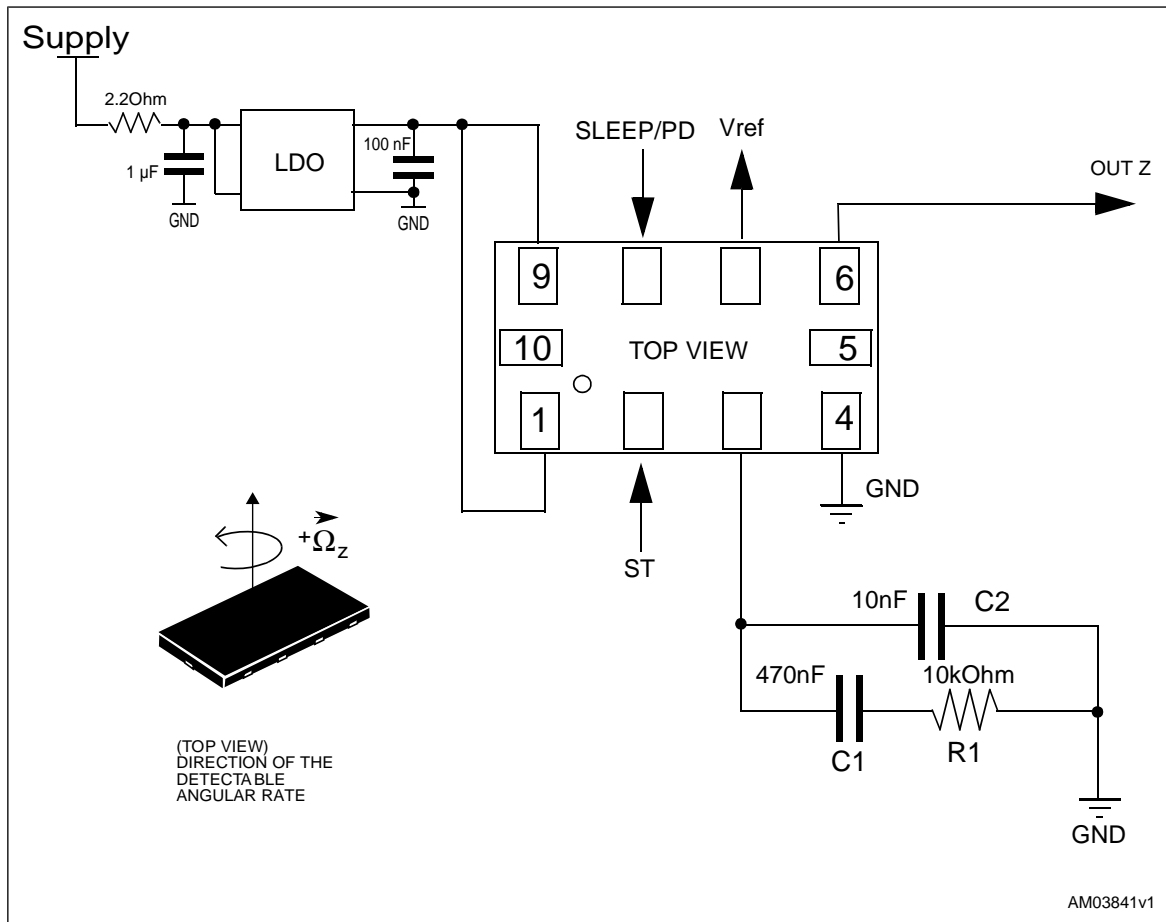 Supply
2.2Ohm
1 µF
GND
LDO
100 nF
GND
SLEEP/PD
Vref
OUT Z
9
6
10
TOP VIEW
5
1
4
GND
ST
+Ωz
10nF
C2
470nF
10kOhm
C1
R1
GND
(TOP VIEW)
DIRECTION OF THE
DETECTABLE
ANGULAR RATE
AM03841v1